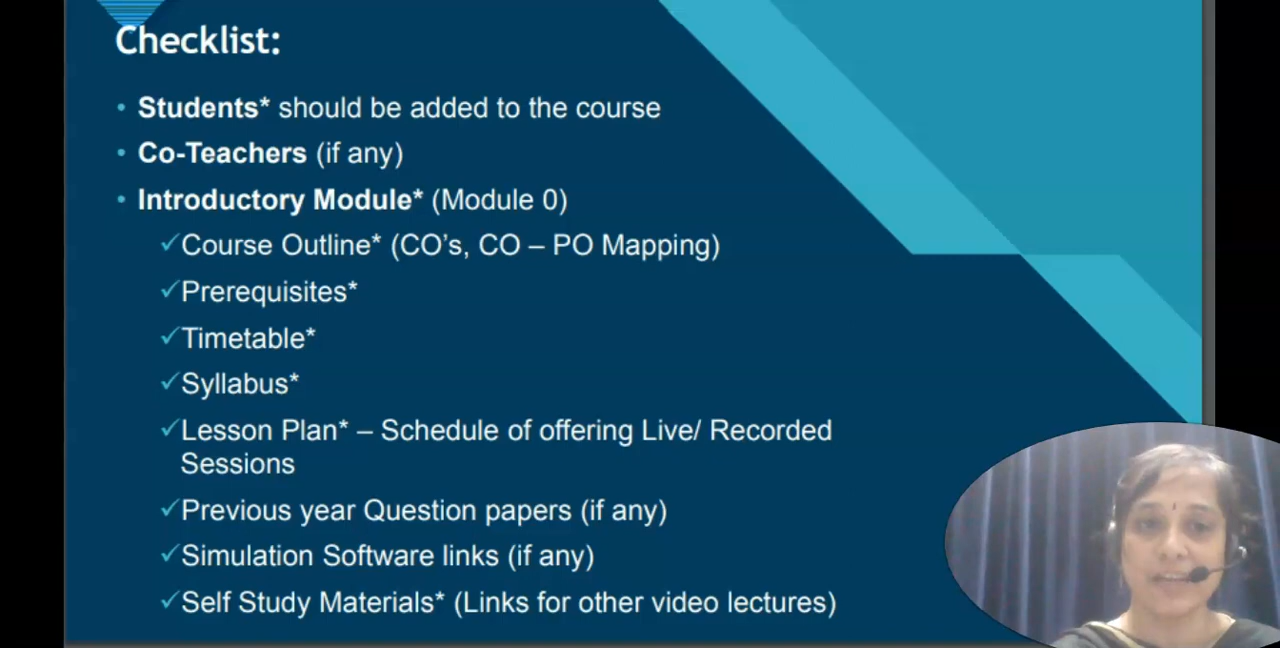 Checklist:
• Students* should be added to the course
• Co-Teachers (if any)
• Introductory Module* (Module 0)
✓Course Outline* (CO's, CO – PO Mapping)
✓Prerequisites*
✓Timetable*
✓Syllabus*
✓Lesson Plan* – Schedule of offering Live/ Recorded
Sessions
✓Previous year Question papers (if any)
✓Simulation Software links (if any)
✓Self Study Materials* (Links for other video lectures)